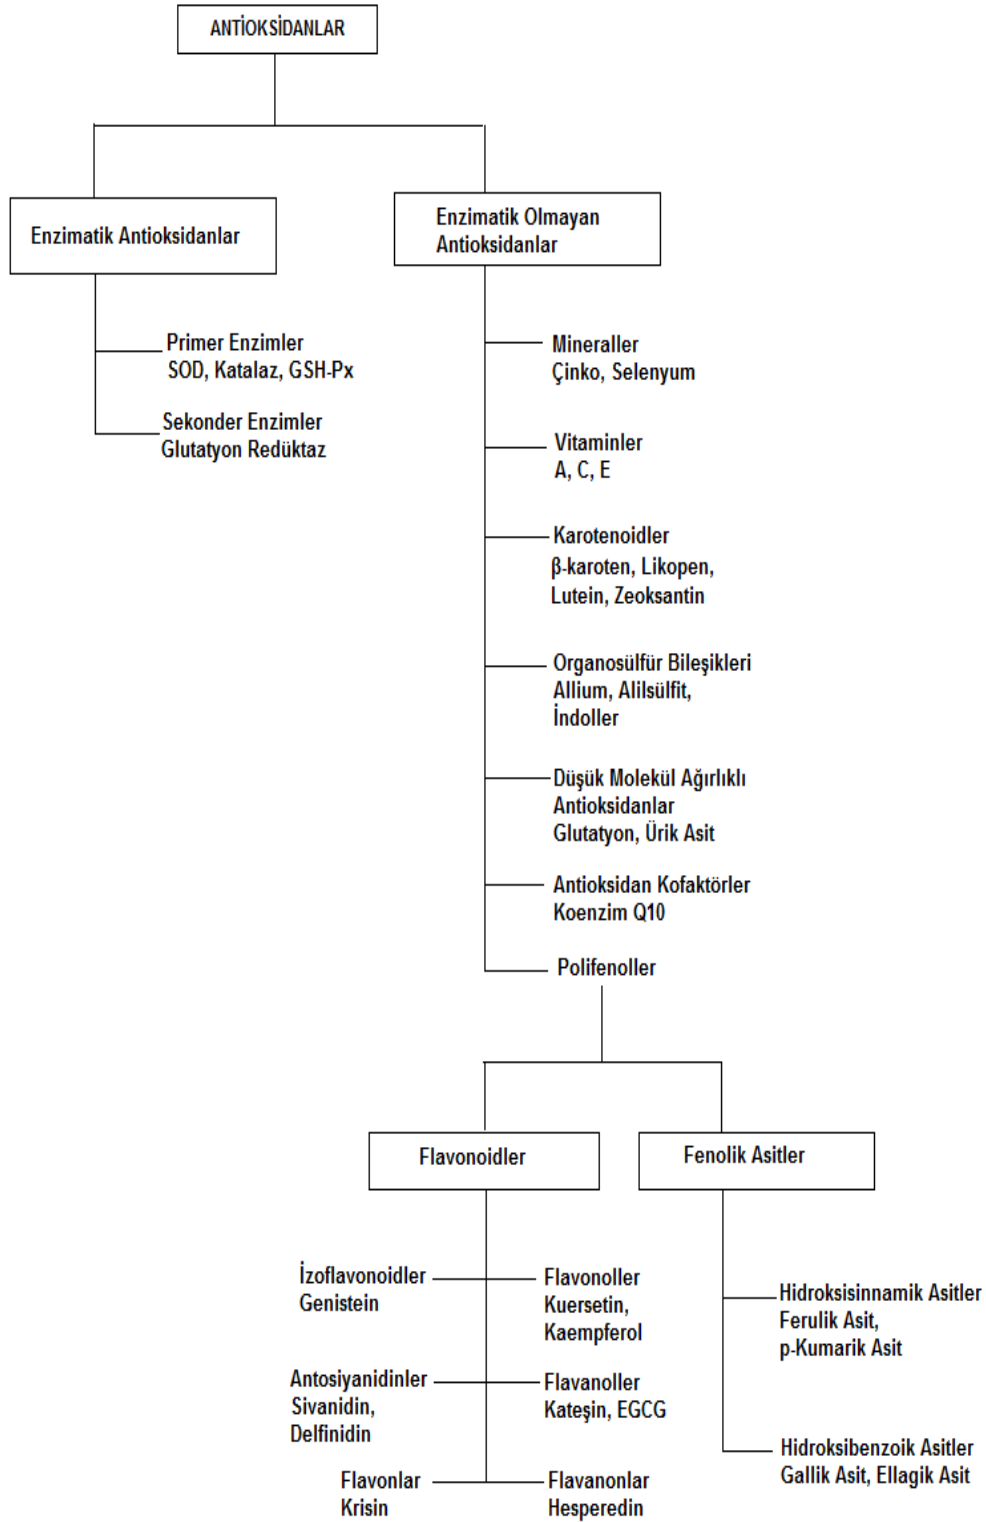 ANTİOKSİDANLAR
Enzimatik Antioksidanlar
Enzimatik Olmayan
Antioksidanlar
Primer Enzimler
SOD, Katalaz, GSH-Px
Sekonder Enzimler
Glutatyon Redüktaz
Mineraller
Çinko, Selenyum
Vitaminler
A, C, E
Karotenoidler
β-karoten, Likopen,
Lutein, Zeoksantin
Organosülfür Bileşikleri
Allium, Alilsülfit,
İndoller
Düşük Molekül Ağırlıklı
Antioksidanlar
Glutatyon, Ürik Asit
Antioksidan Kofaktörler
Koenzim Q10
Polifenoller
Flavonoidler
Fenolik Asitler
İzoflavonoidler
Genistein
Flavonoller
Kuersetin,
Kaempferol
Antosiyanidinler
Sivanidin,
Delfinidin
Flavanoller
Kateşin, EGCG
Flavonlar
Krisin
Flavanonlar
Hesperedin
Hidroksisinnamik Asitler
Ferulik Asit,
p-Kumarik Asit
Hidroksibenzoik Asitler
Gallik Asit, Ellagik Asit